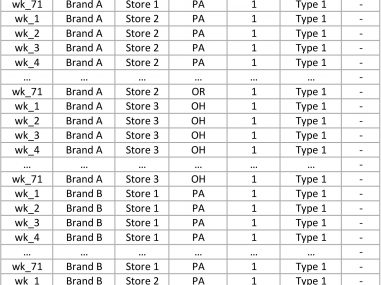 wk_71 Brand A Store 1 PA 1 Type 1 -
wk_1 Brand A Store 2 PA 1 Type 1 -
wk_2 Brand A Store 2 PA 1 Type 1 -
wk_3 Brand A Store 2 PA 1 Type 1 -
wk_4 Brand A Store 2 PA 1 Type 1 -
... ... ... ... ... ... -
wk_71 Brand A Store 2 OR 1 Type 1 -
wk_1 Brand A Store 3 OH 1 Type 1 -
wk_2 Brand A Store 3 OH 1 Type 1 -
wk_3 Brand A Store 3 OH 1 Type 1 -
wk_4 Brand A Store 3 OH 1 Type 1 -
... ... ... ... ... ... -
wk_71 Brand A Store 3 OH 1 Type 1 -
wk_1 Brand B Store 1 PA 1 Type 1 -
wk_2 Brand B Store 1 PA 1 Type 1 -
wk_3 Brand B Store 1 PA 1 Type 1 -
wk_4 Brand B Store 1 PA 1 Type 1 -
... ... ... ... ... ... -
wk_71 Brand B Store 1 PA 1 Type 1 -
wk_1 Brand B Store 2 PA 1 Type 1 -